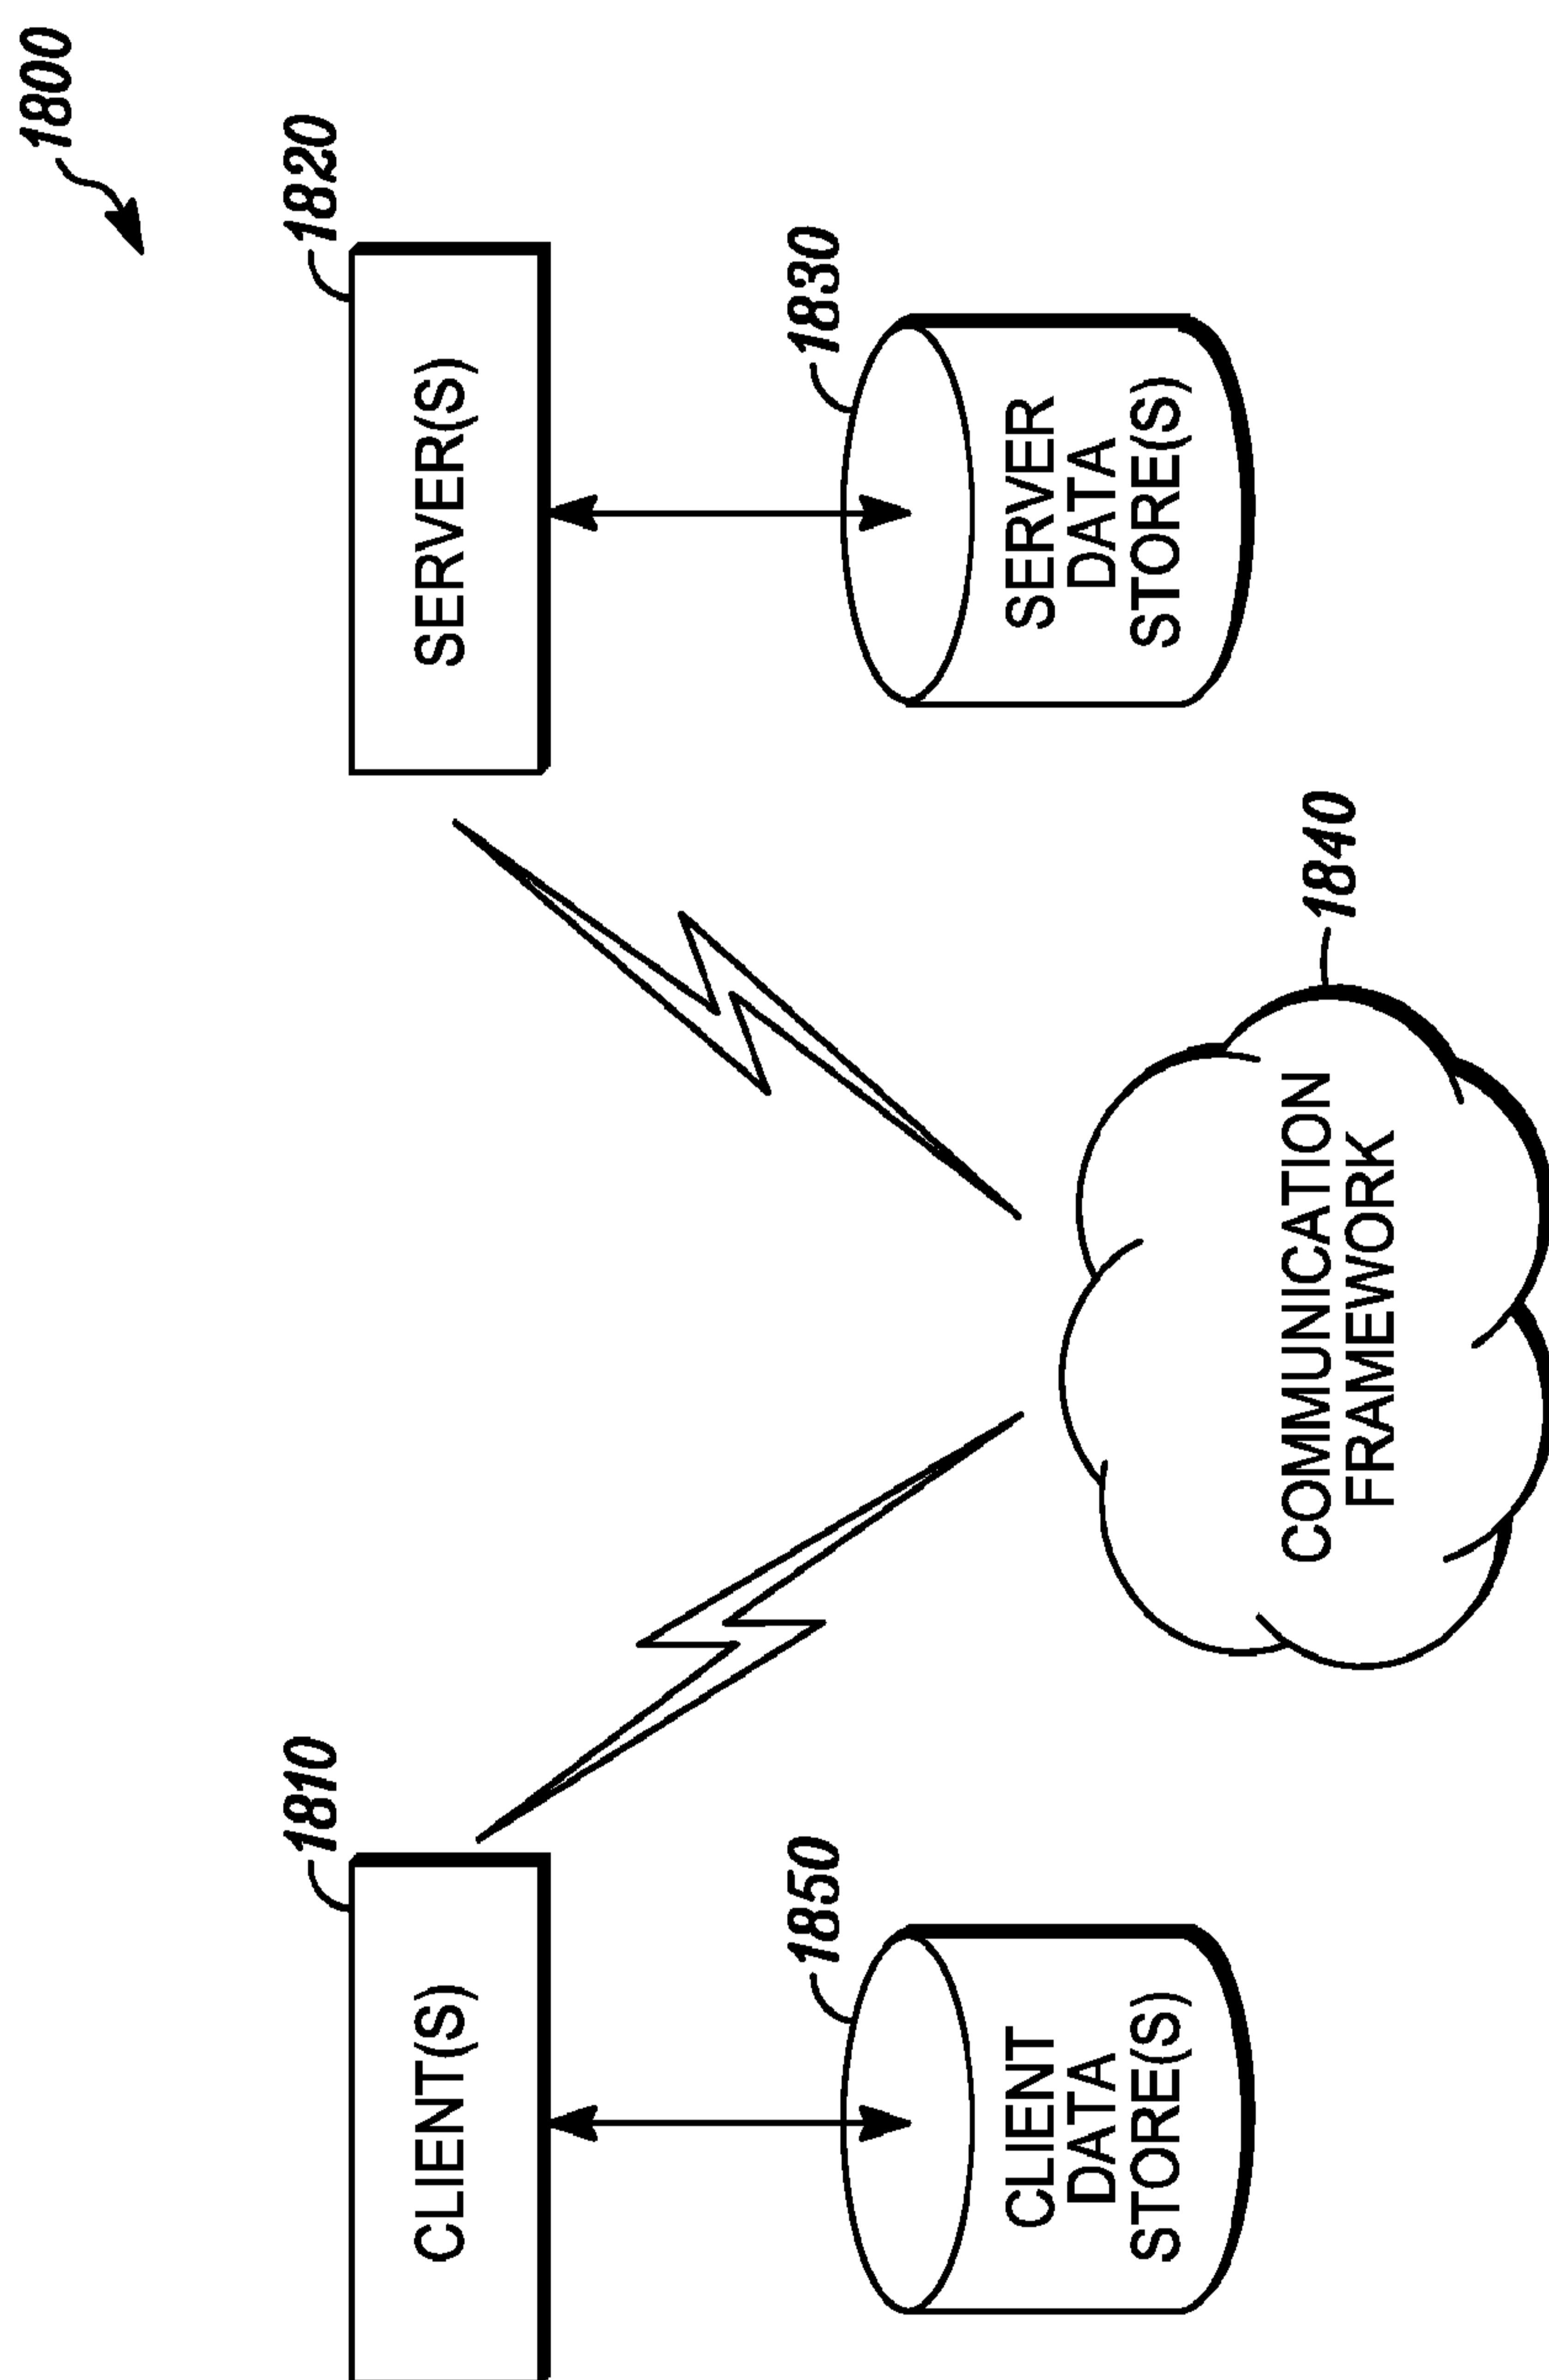 1800
1810
CLIENT(S)
1820
SERVER(S)
1850
CLIENT
DATA
STORE(S)
1830
SERVER
DATA
STORE(S)
1840
COMMUNICATION
FRAMEWORK